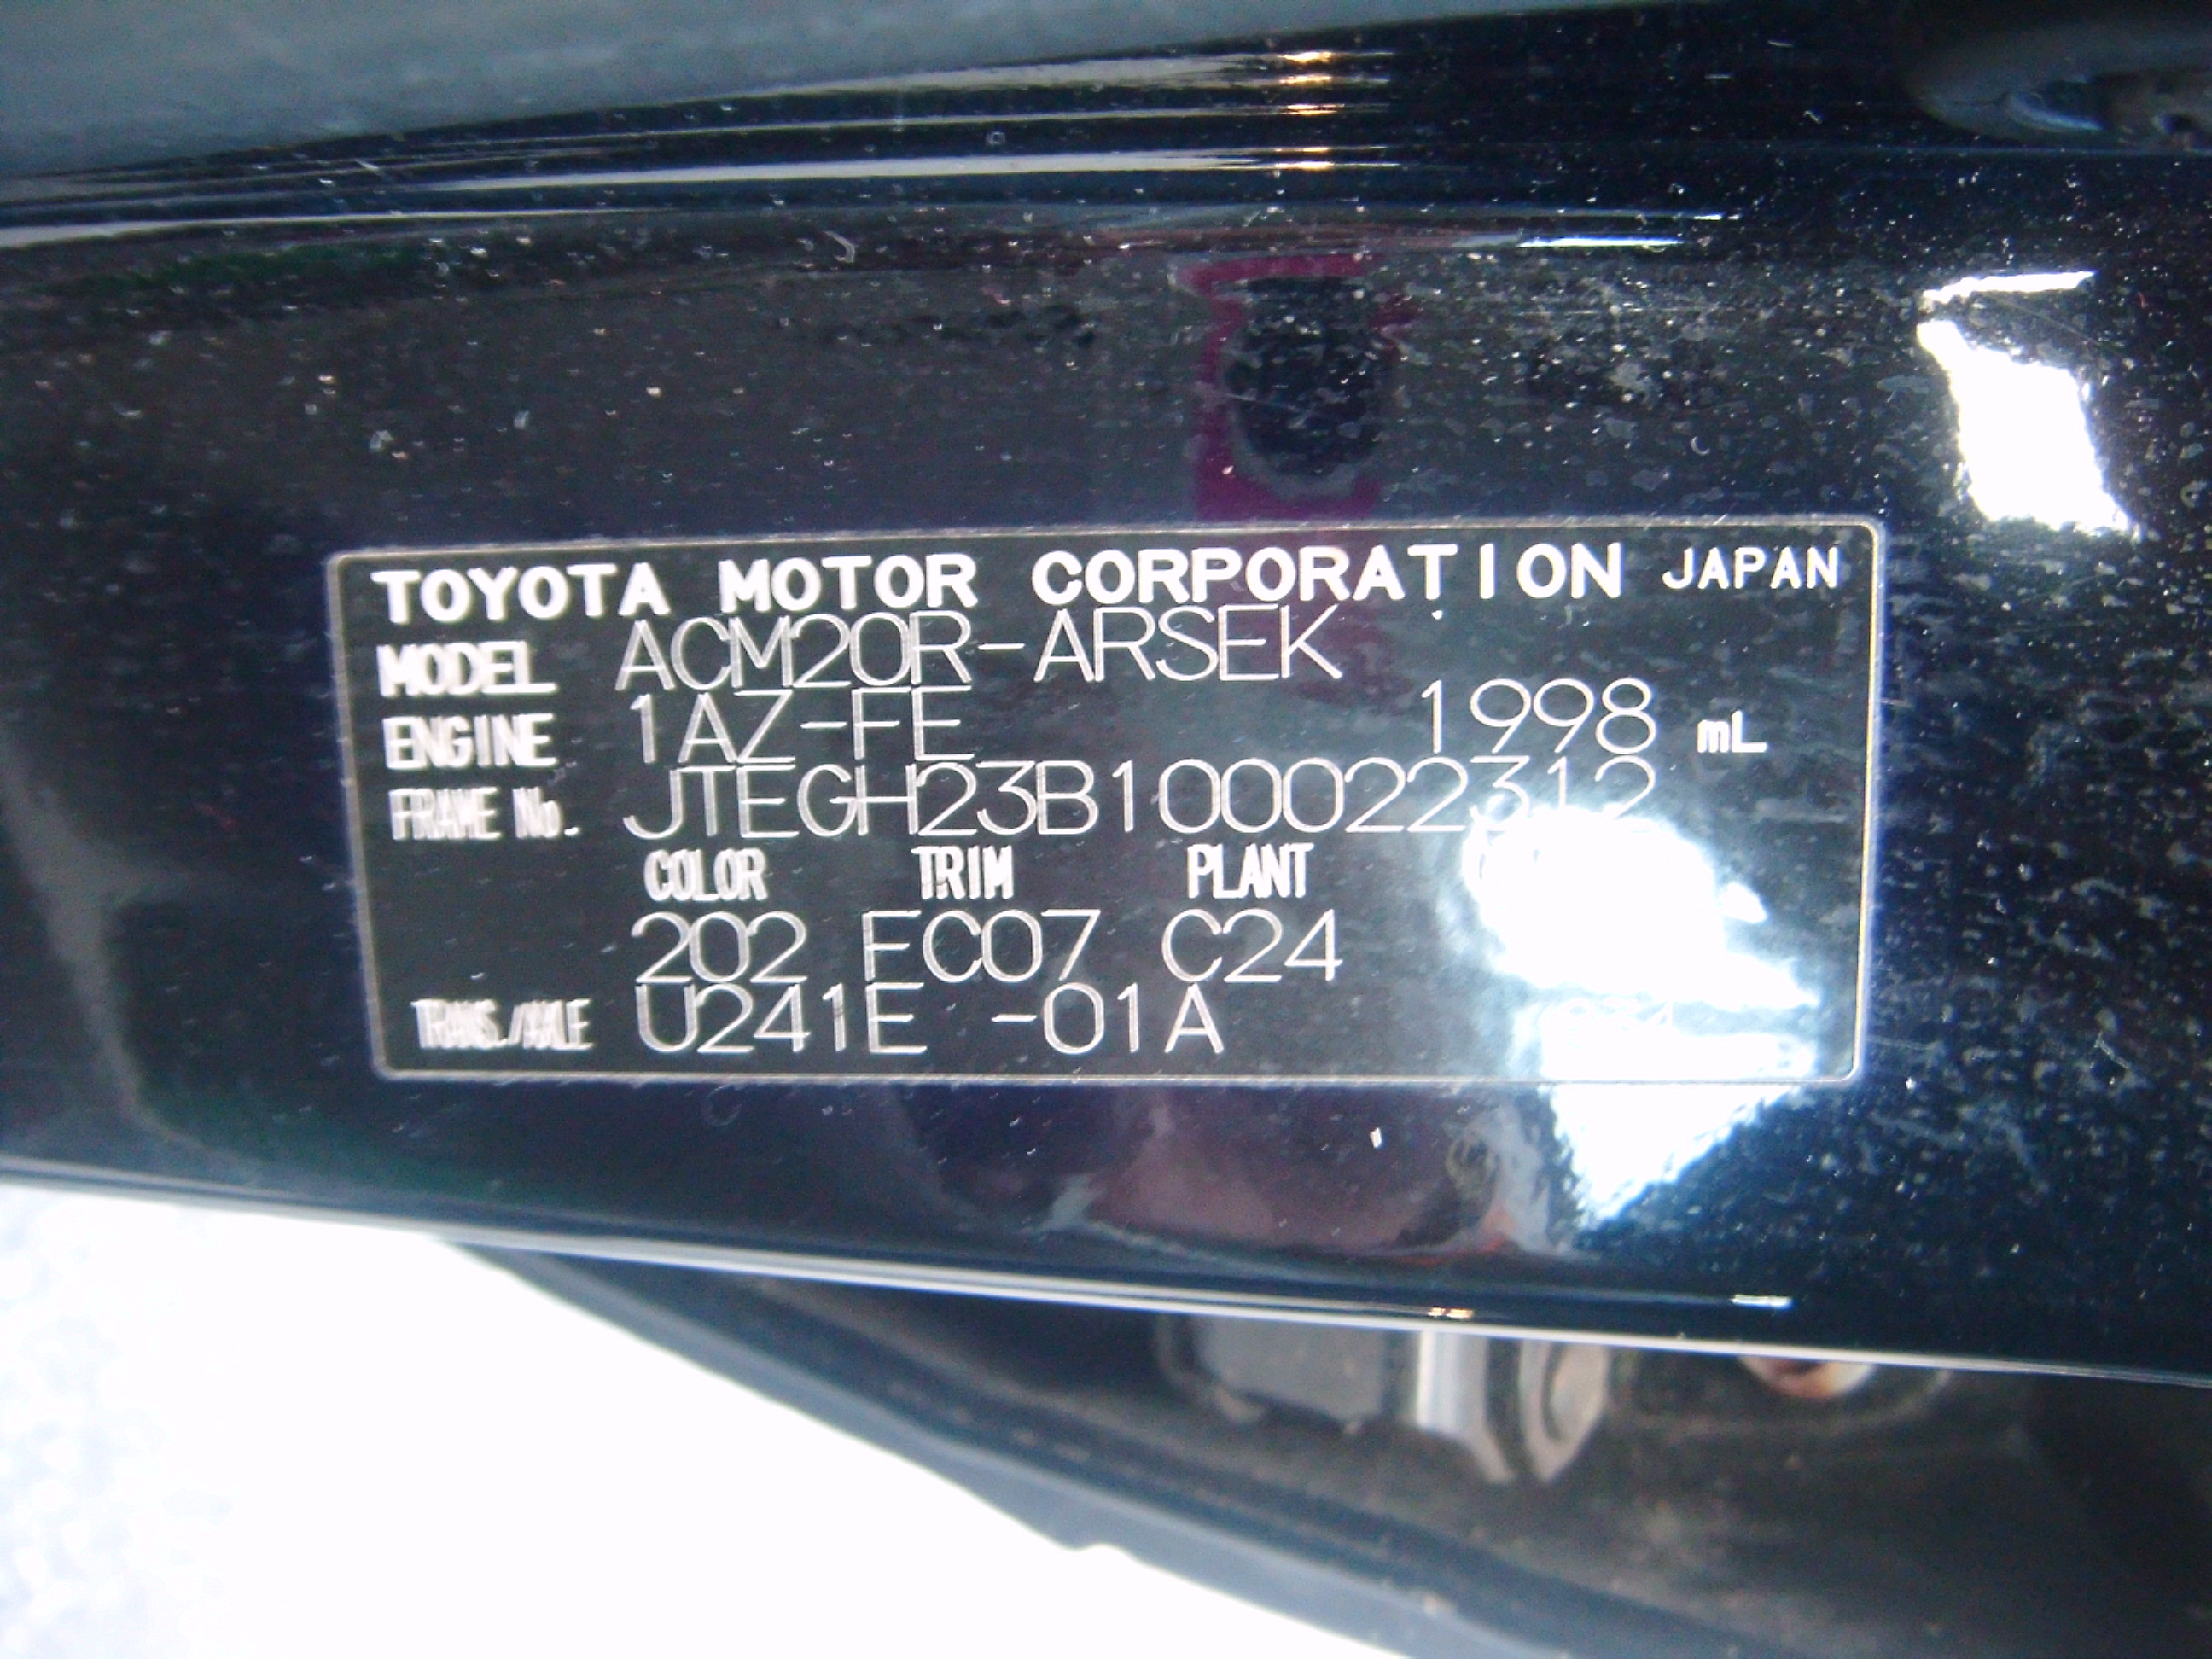 TOYOTA MOTOR CORPORATION JAPAN
MODEL ACM20R-ARSEK
ENGINE 1AZ-FE 1998 mL
FRAME No. JTEGH23B100022312
COLOR TRIM PLANT
202 FC07 C24
TRANS./AXLE U241E -01A